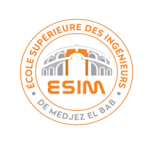 ÉCOLE SUPÉRIEURE DES INGÉNIEURS
ESIM
DE MEDJEZ EL BAB